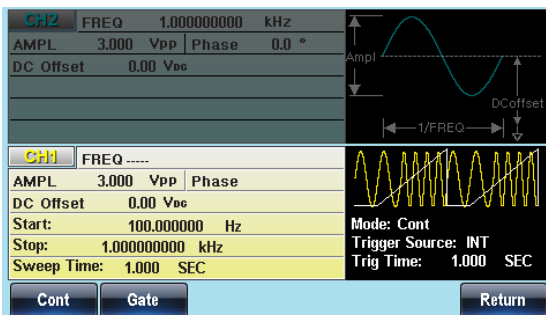 CH2 FREQ 1.000000000 kHz
AMPL 3.000 VPP Phase 0.0 °
DC Offset 0.00 VDC
Ampl
DCoffset
1/FREQ
CH1 FREQ -----
AMPL 3.000 VPP Phase
DC Offset 0.00 VDC
Start: 100.000000 Hz
Stop: 1.000000000 kHz
Sweep Time: 1.000 SEC
Mode: Cont
Trigger Source: INT
Trig Time: 1.000 SEC
Cont Gate Return